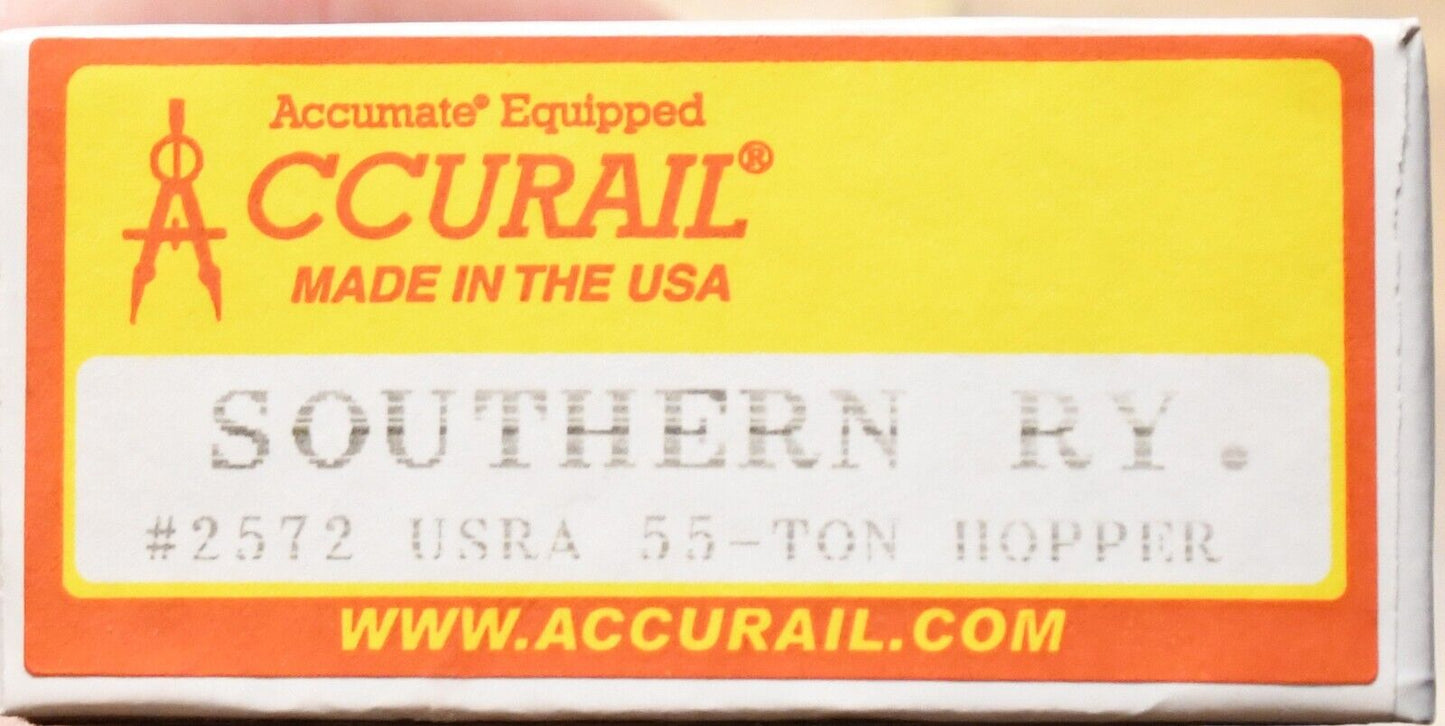 Accumate® Equipped
ACCURAIL®
MADE IN THE USA
SOUTHERN RY.
#2572 USRA 55-TON HOPPER
WWW.ACCURAIL.COM